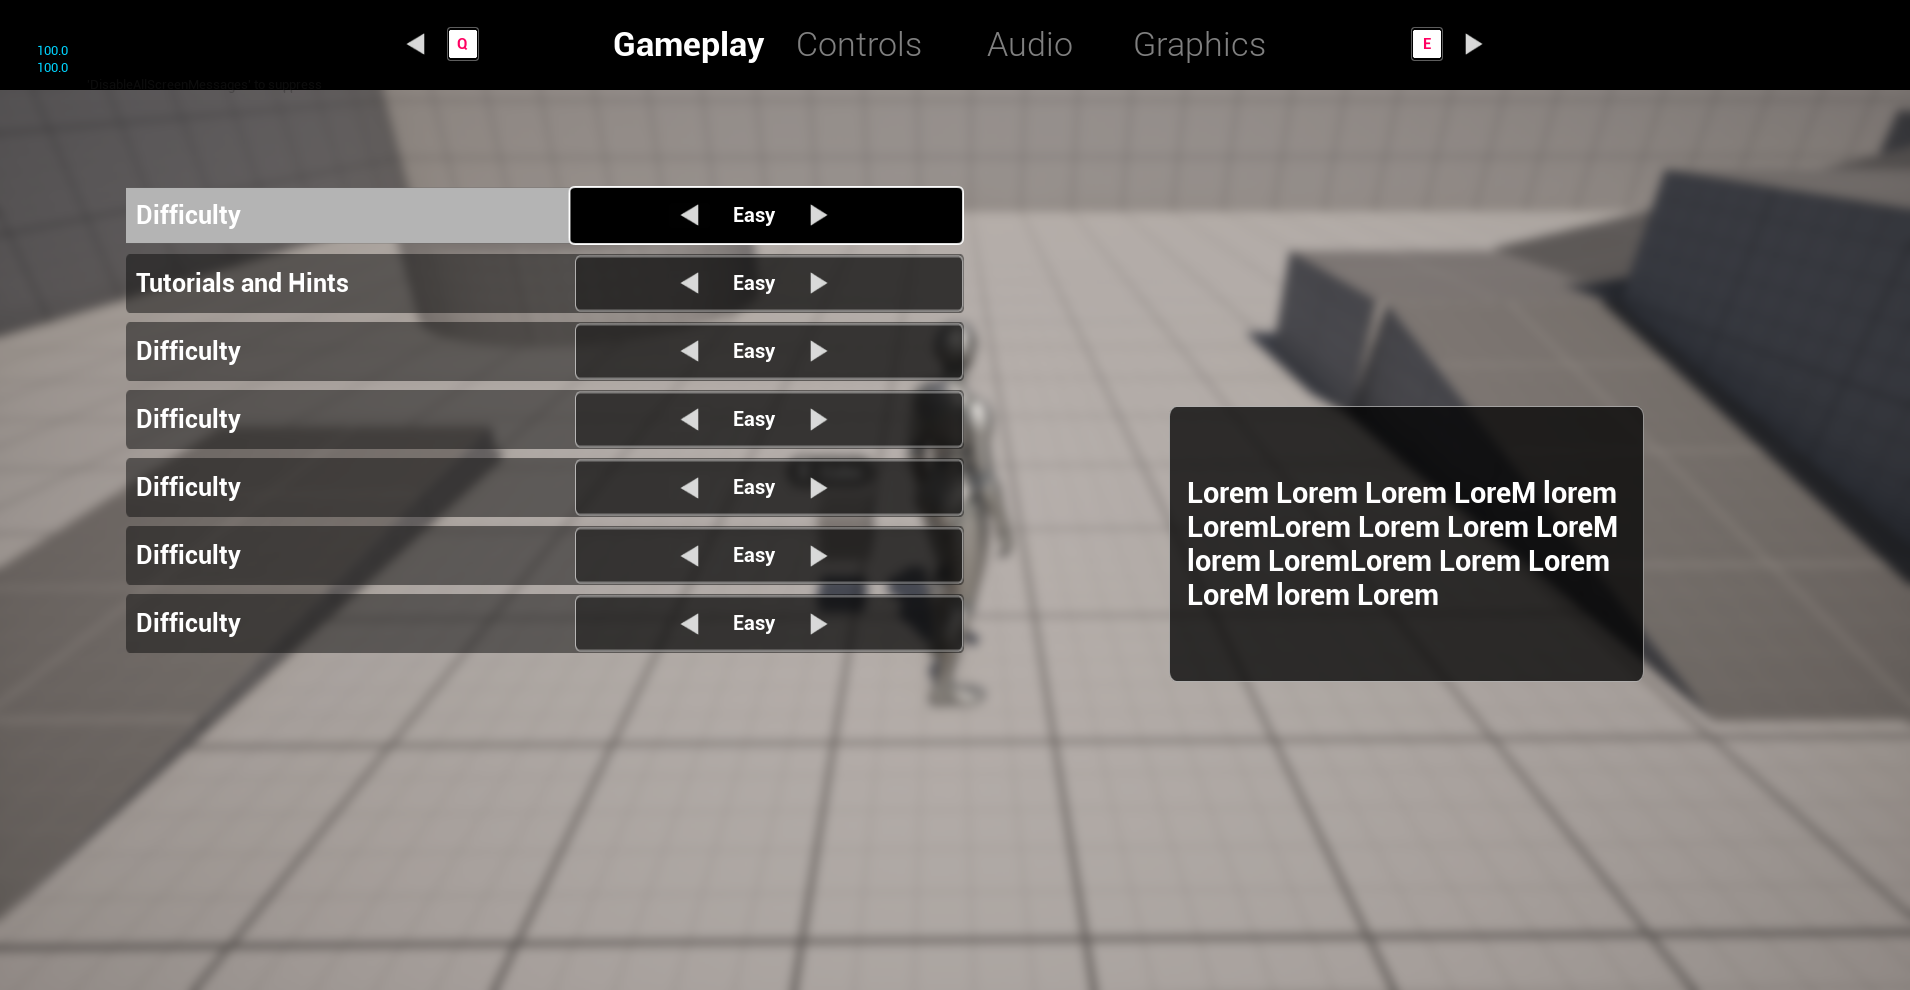 100.0
100.0
Q
Gameplay Controls Audio Graphics
E
'DisableAllScreenMessages' to suppress
Difficulty Easy
Tutorials and Hints Easy
Difficulty Easy
Difficulty Easy
Difficulty Easy
Difficulty Easy
Difficulty Easy
Lorem Lorem Lorem LoreM lorem
LoremLorem Lorem Lorem LoreM
lorem LoremLorem Lorem Lorem
LoreM lorem Lorem